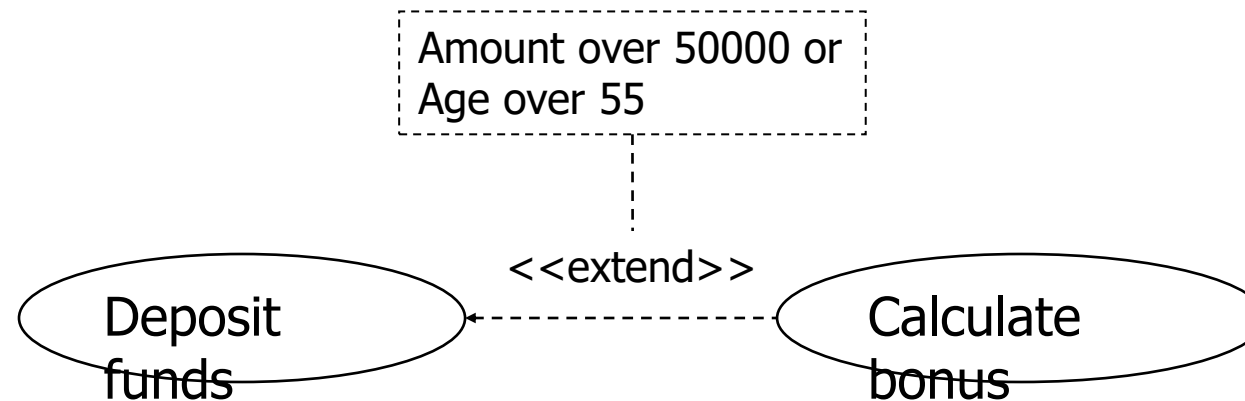 Amount over 50000 or
Age over 55
<<extend>>
Deposit
funds
Calculate
bonus